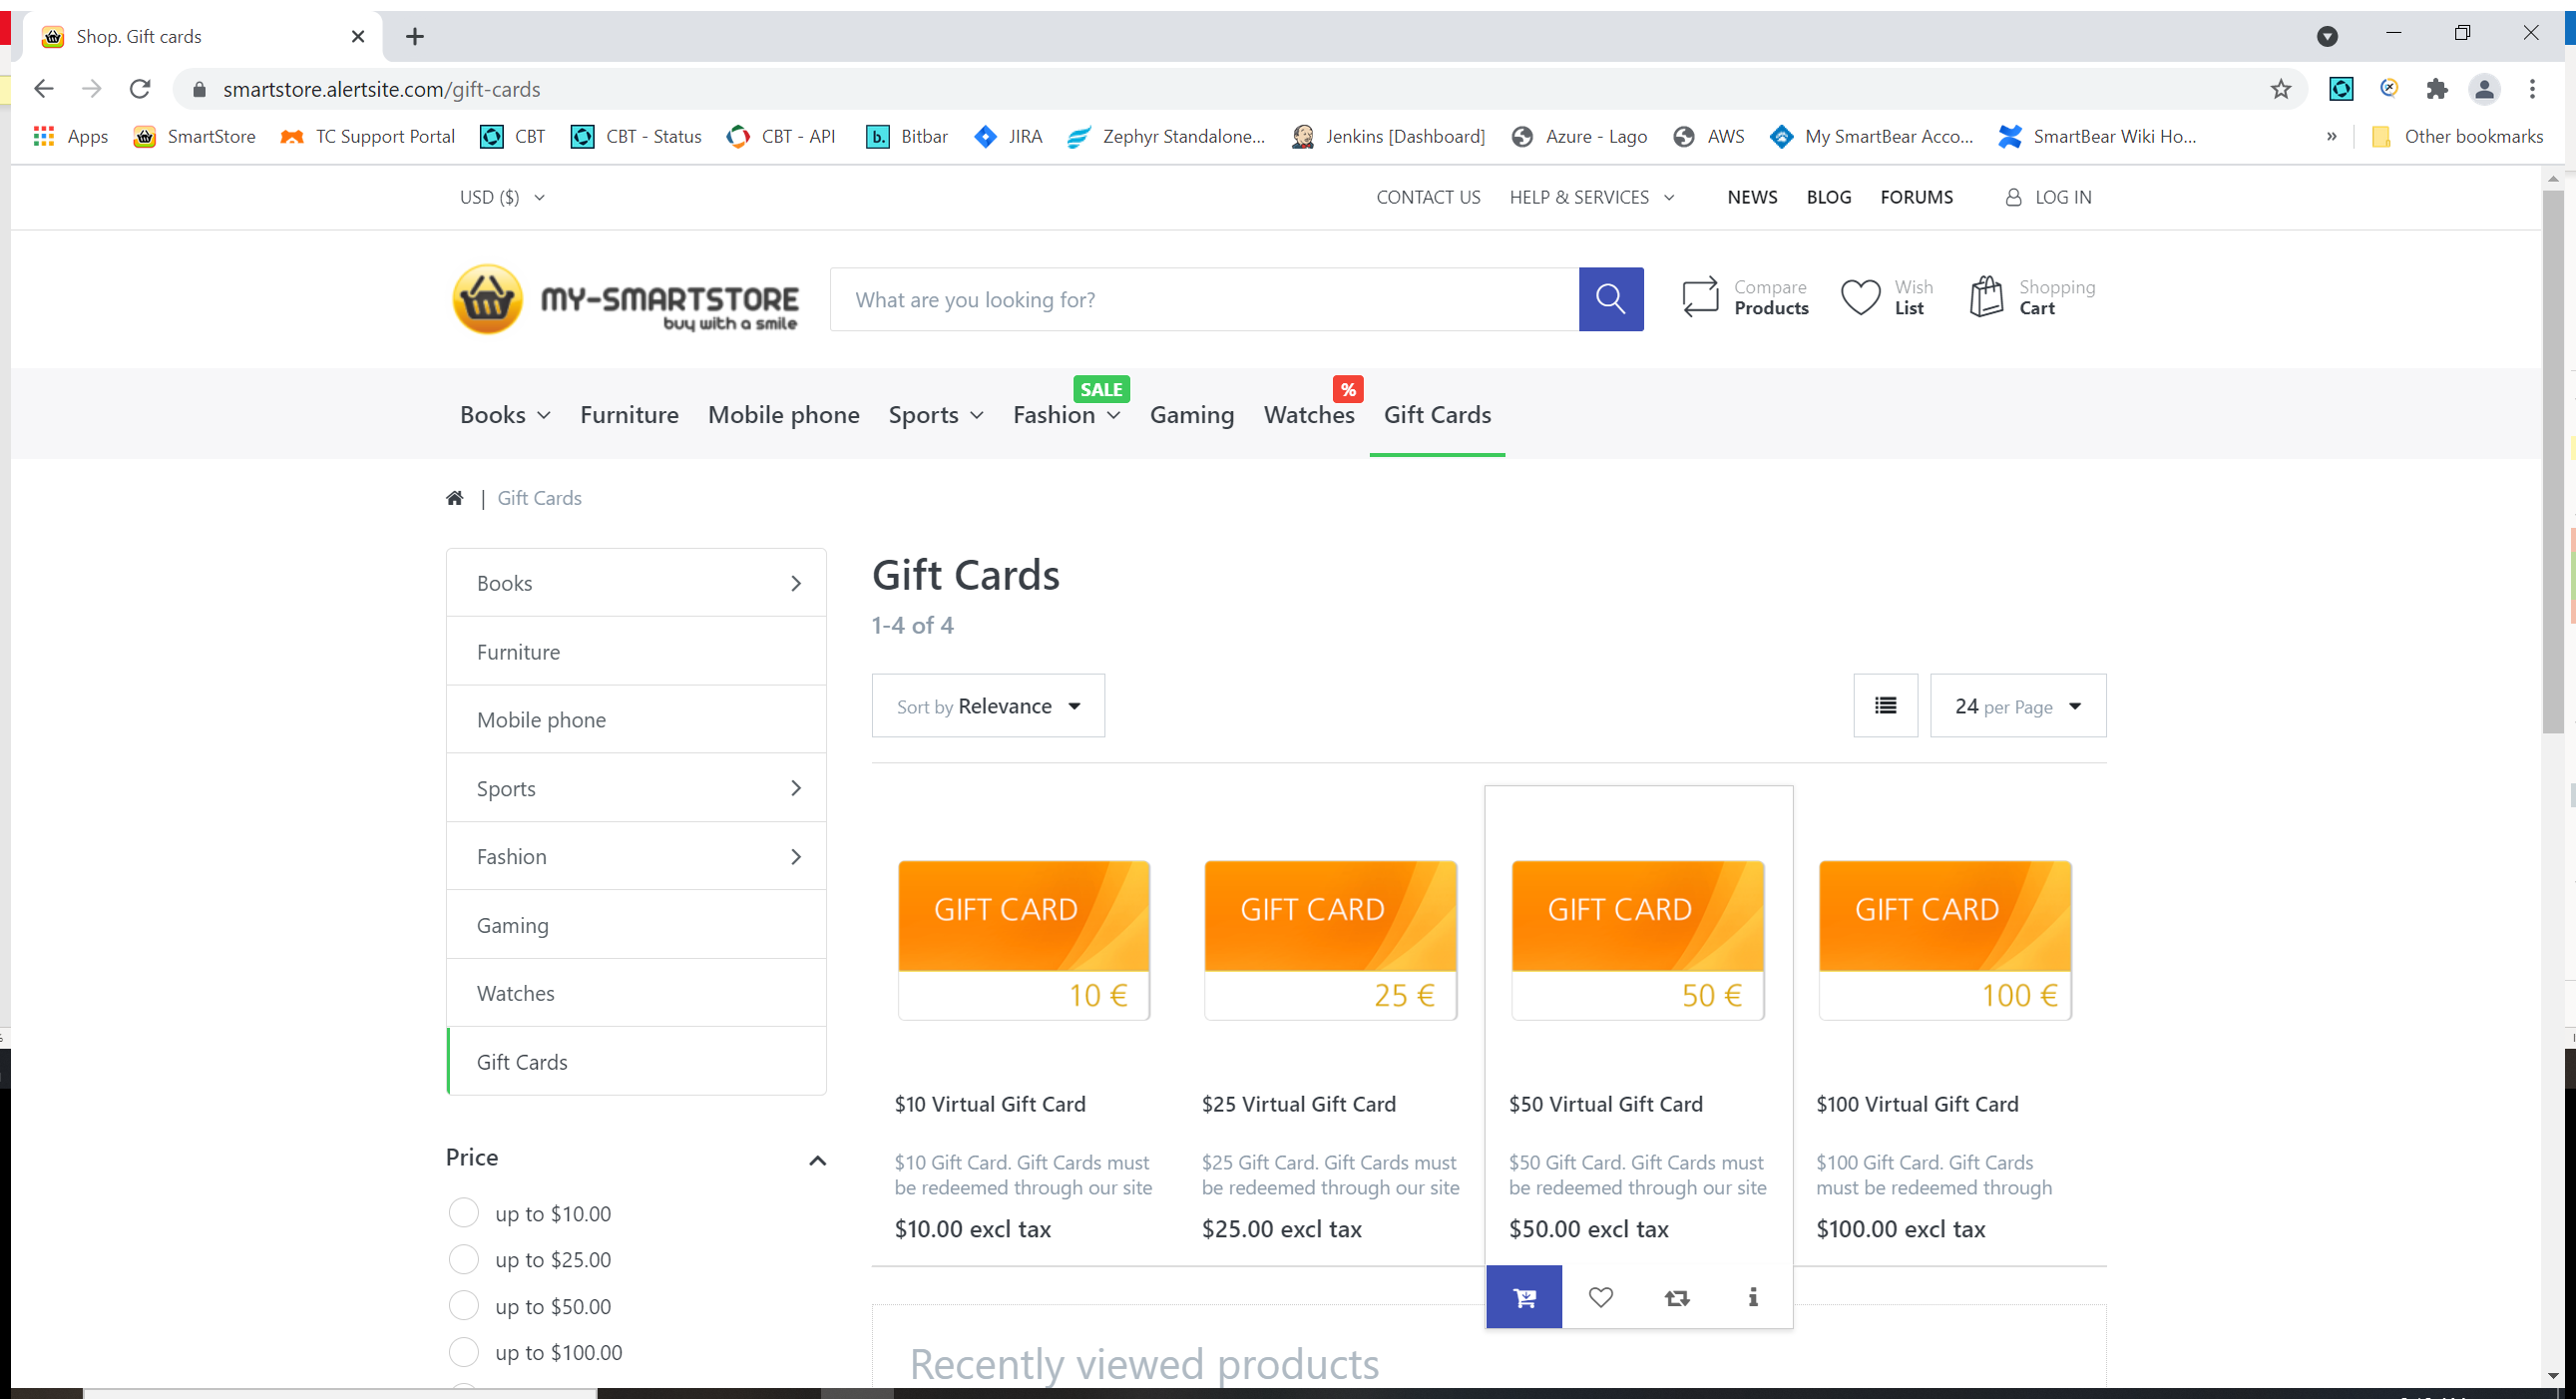 Shop. Gift cards
smartstore.alertsite.com/gift-cards
Apps SmartStore TC Support Portal CBT CBT - Status CBT - API b. Bitbar JIRA Zephyr Standalone... Jenkins [Dashboard] Azure - Lago AWS My SmartBear Acco... SmartBear Wiki Ho... » Other bookmarks
USD ($) CONTACT US HELP & SERVICES NEWS BLOG FORUMS LOG IN
MY-SMARTSTORE
buy with a smile
What are you looking for?
Compare
Products
Wish
List
Shopping
Cart
SALE %
Books Furniture Mobile phone Sports Fashion Gaming Watches Gift Cards
| Gift Cards
Books
Furniture
Mobile phone
Sports
Fashion
Gaming
Watches
Gift Cards
Price
up to $10.00
up to $25.00
up to $50.00
up to $100.00
Gift Cards
1-4 of 4
Sort by Relevance
24 per Page
GIFT CARD
10 €
$10 Virtual Gift Card
$10 Gift Card. Gift Cards must
be redeemed through our site
$10.00 excl tax
GIFT CARD
25 €
$25 Virtual Gift Card
$25 Gift Card. Gift Cards must
be redeemed through our site
$25.00 excl tax
GIFT CARD
50 €
$50 Virtual Gift Card
$50 Gift Card. Gift Cards must
be redeemed through our site
$50.00 excl tax
GIFT CARD
100 €
$100 Virtual Gift Card
$100 Gift Card. Gift Cards
must be redeemed through
$100.00 excl tax
Recently viewed products